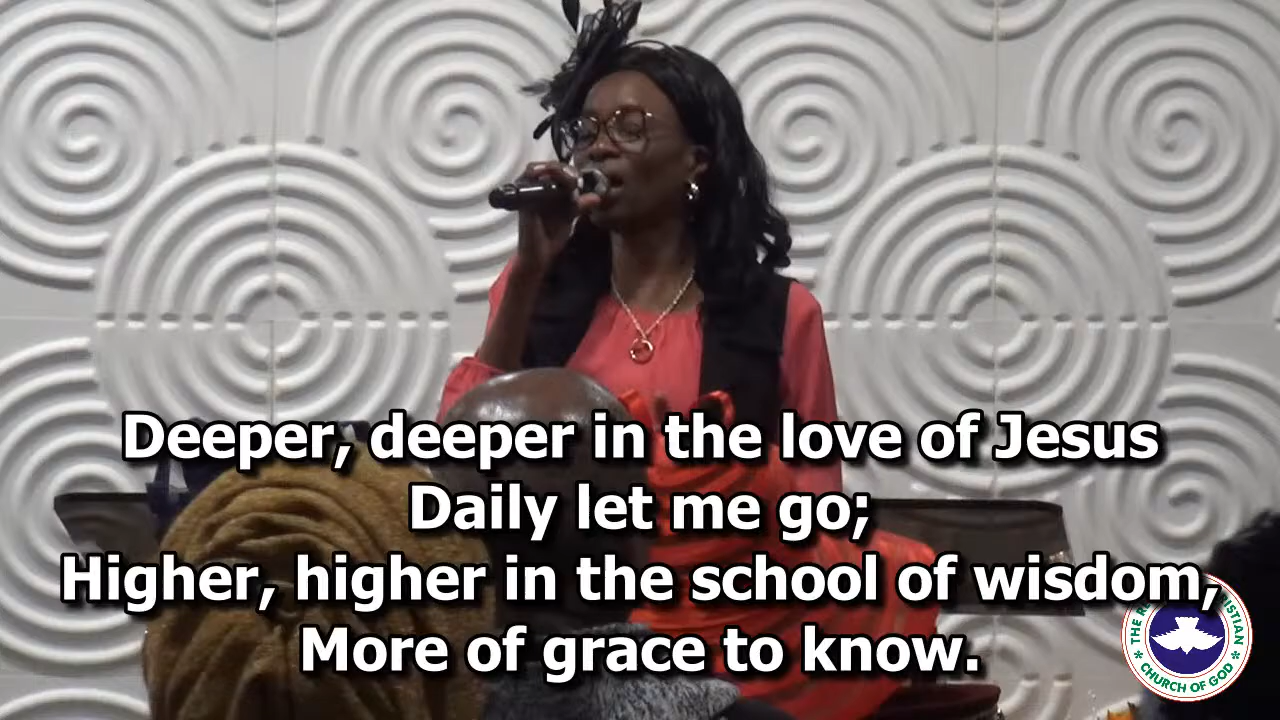 Deeper, deeper in the love of Jesus
Daily let me go;
Higher, higher in the school of wisdom,
More of grace to know.
CHURCH OF GOD